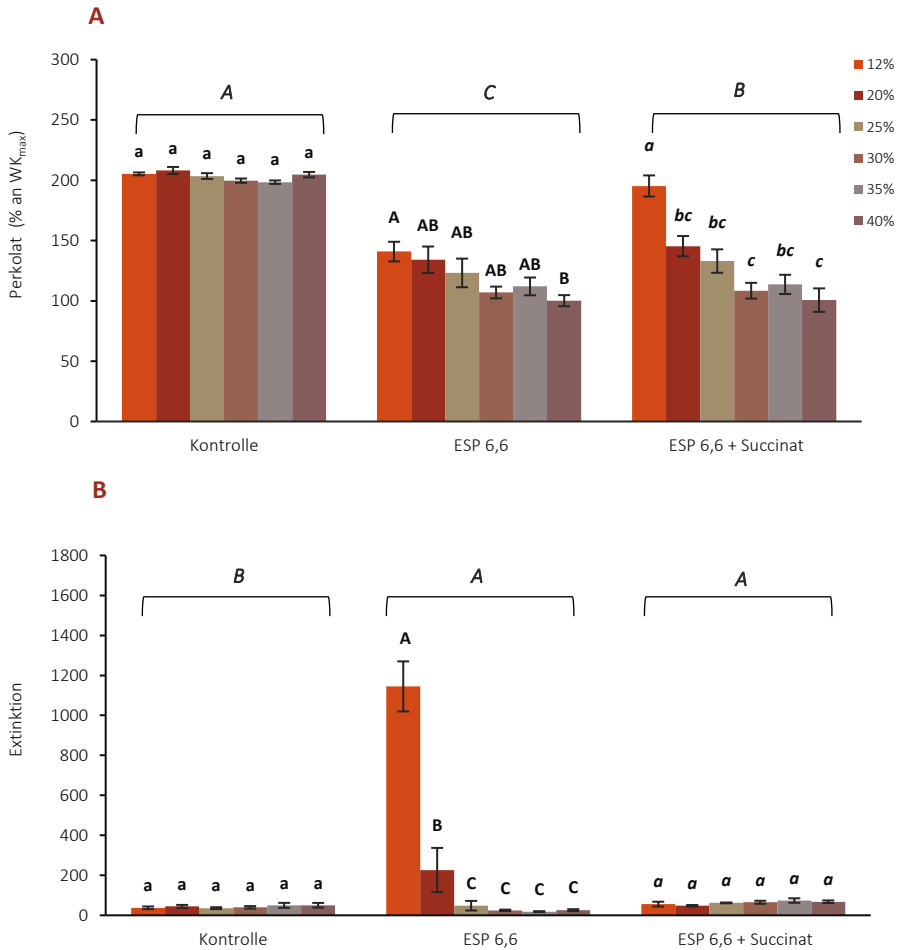 A
300
250
200
150
100
50
0
Perkolat (% an WKmax)
A
C
B
a a a a a a
A AB AB AB AB B
a bc bc c bc c
Kontrolle ESP 6,6 ESP 6,6 + Succinat
12%
20%
25%
30%
35%
40%
B
1800
1600
1400
1200
1000
800
600
400
200
0
Extinktion
B
A
A
a a a a a a
A B C C C C
a a a a a a
Kontrolle ESP 6,6 ESP 6,6 + Succinat